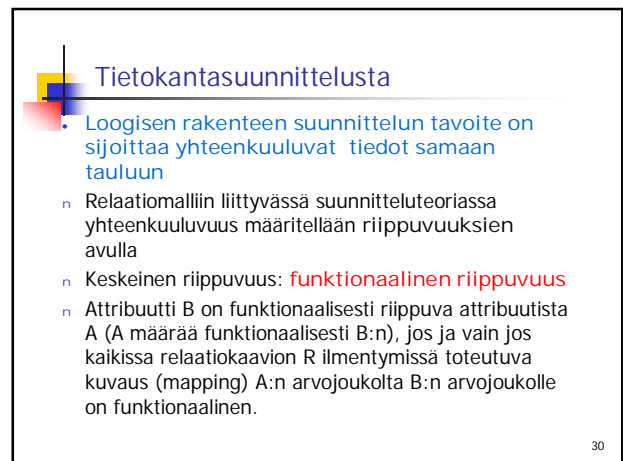 Tietokantasuunnittelusta
• Loogisen rakenteen suunnittelun tavoite on
sijoittaa yhteenkuuluvat tiedot samaan
tauluun
n Relaatiomalliin liittyvässä suunnitteluteoriassa
yhteenkuuluvuus määritellään riippuvuuksien
avulla
n Keskeinen riippuvuus: funktionaalinen riippuvuus
n Attribuutti B on funktionaalisesti riippuva attribuutista
A (A määrää funktionaalisesti B:n), jos ja vain jos
kaikissa relaatiokaavion R ilmentymissä toteutuva
kuvaus (mapping) A:n arvojoukolta B:n arvojoukolle
on funktionaalinen.
30